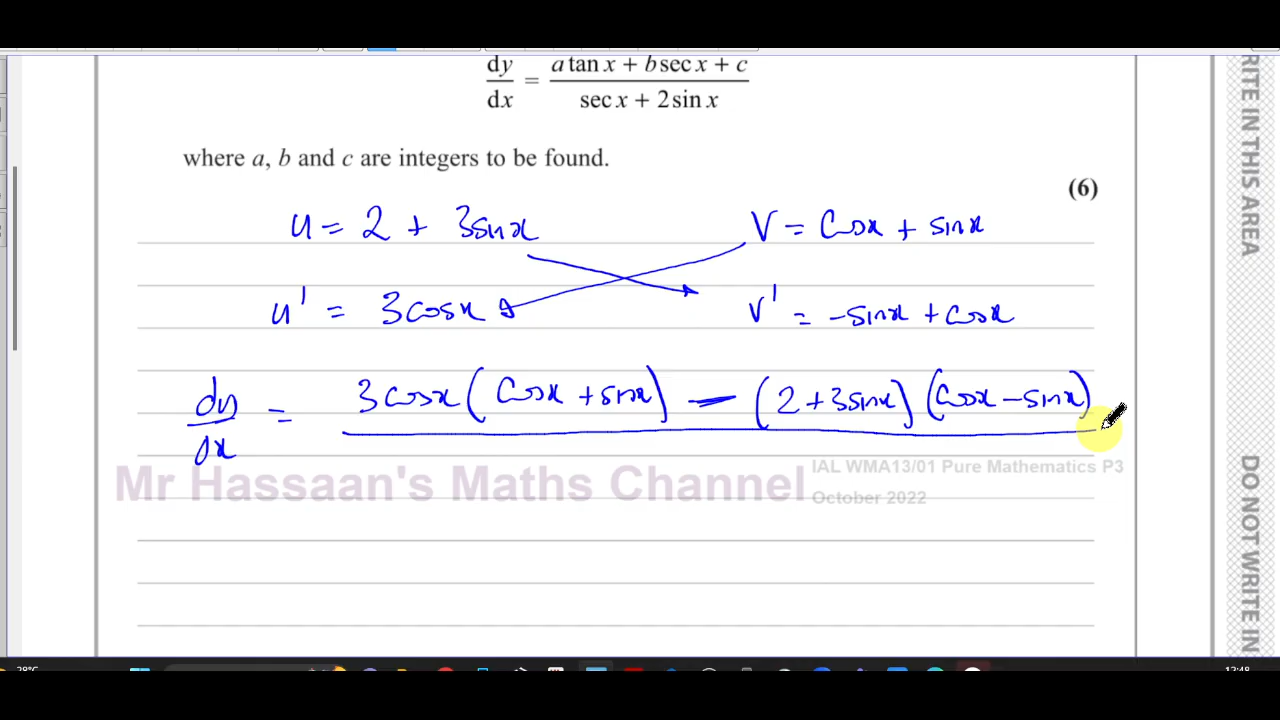 dy/dx = (a tan x + b sec x + c)/(sec x + 2 sin x)
where a, b and c are integers to be found.
(6)
u = 2 + 3sinx
V = Cosx + sinx
u' = 3cosx
V' = -sinx + cosx
dy/dx = 3cosx(Cosx + sinx) - (2 + 3sinx)(Cosx - sinx)
Mr Hassaan's Maths Channel
IAL WMA13/01 Pure Mathematics P3
October 2022
RITE IN THIS AREA
DO NOT WRITE IN